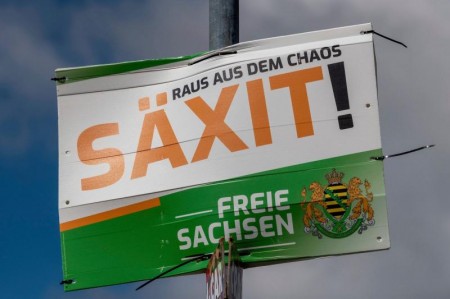 RAUS AUS DEM CHAOS
SÄXIT!
FREIE
SACHSEN